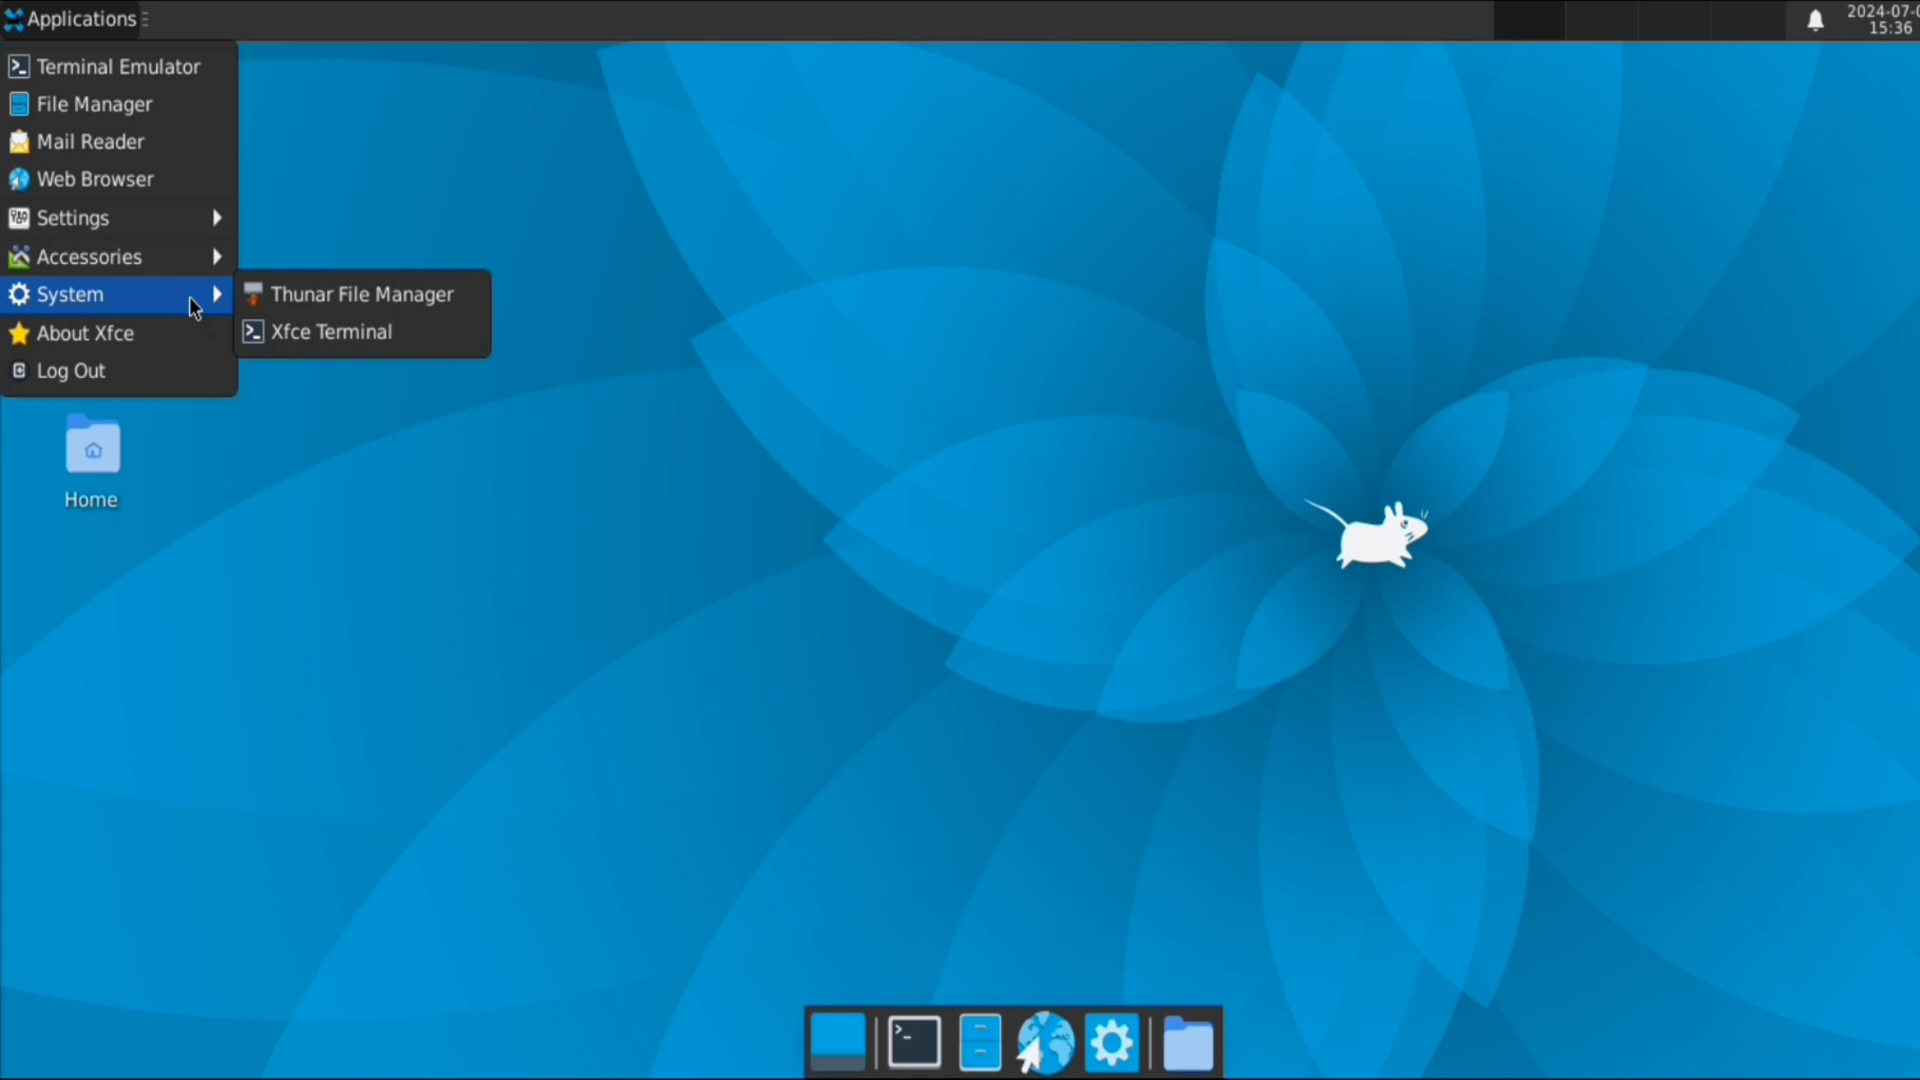 Applications
2024-07-0
15:36
Terminal Emulator
File Manager
Mail Reader
Web Browser
Settings
Accessories
System
Thunar File Manager
Xfce Terminal
About Xfce
Log Out
Home